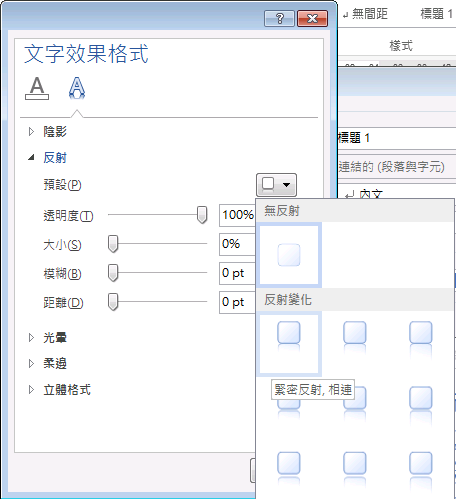 無間距
標題 1
樣式
文字效果格式
標題 1
連結的 (段落與字元)
內文
陰影
反射
預設(P)
透明度(T)
100%
大小(S)
0%
模糊(B)
0 pt
距離(D)
0 pt
光暈
柔邊
立體格式
無反射
反射變化
緊密反射, 相連